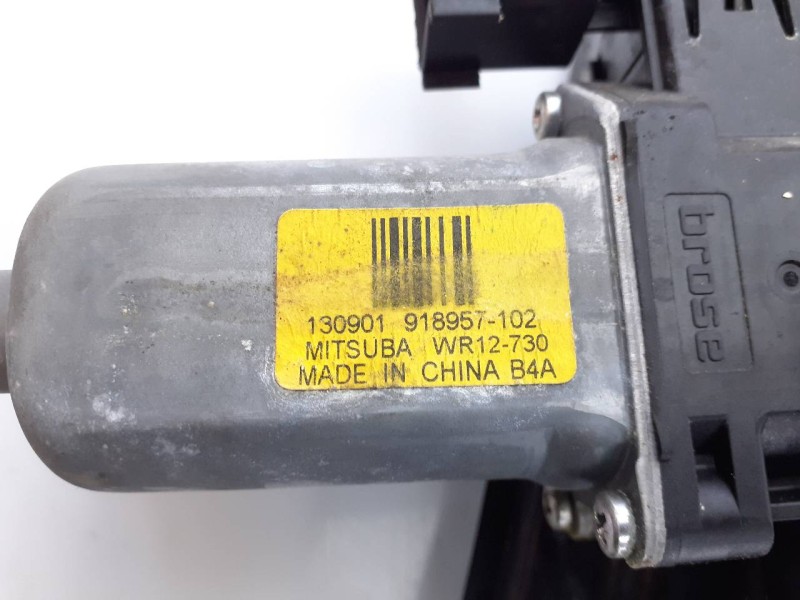 130901 918957-102
MITSUBA WR12-730
MADE IN CHINA B4A
brose